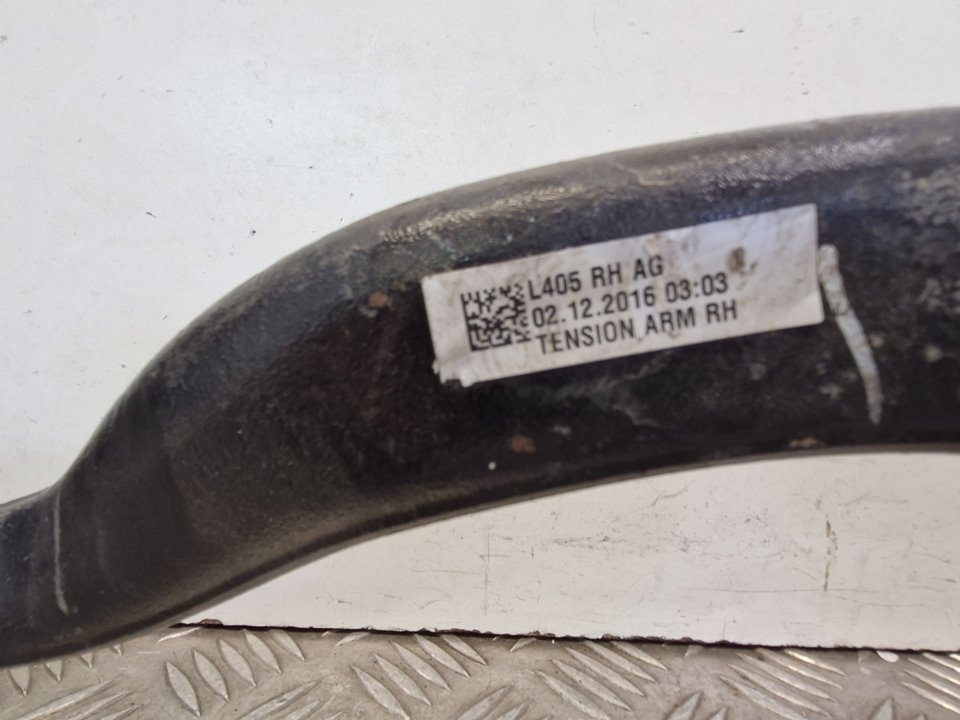 L405 RH AG
02.12.2016 03:03
TENSION ARM RH